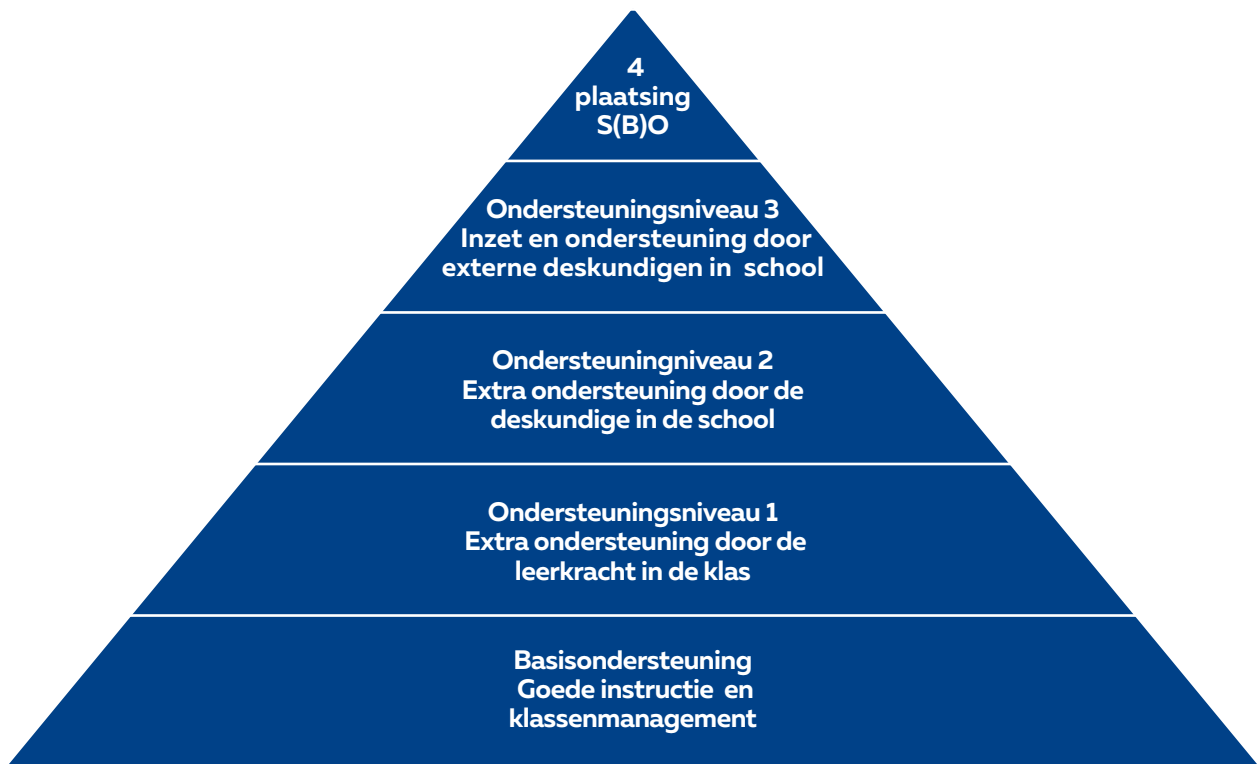 4
plaatsing
S(B)O
Ondersteuningsniveau 3
Inzet en ondersteuning door
externe deskundigen in school
Ondersteuningniveau 2
Extra ondersteuning door de
deskundige in de school
Ondersteuningsniveau 1
Extra ondersteuning door de
leerkracht in de klas
Basisondersteuning
Goede instructie en
klassenmanagement